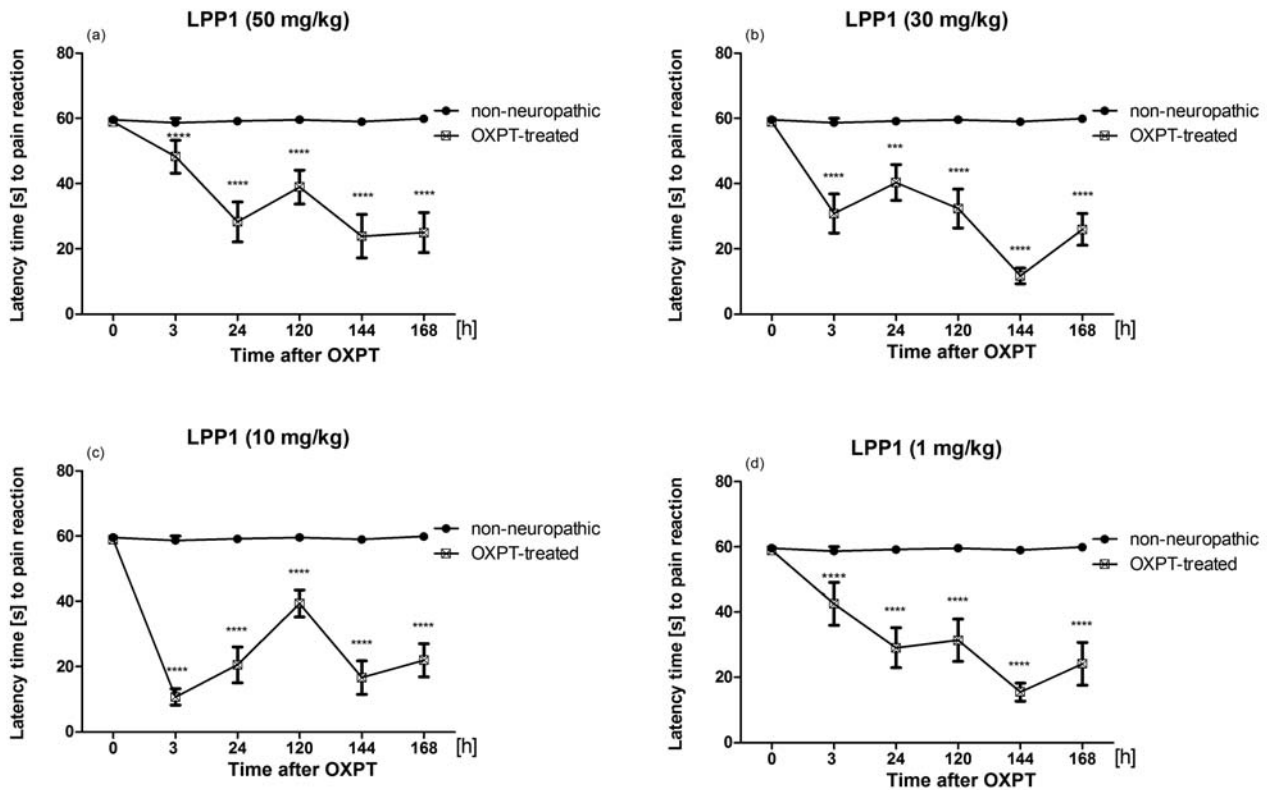 LPP1 (50 mg/kg)
(a)
80
60
40
20
0
Latency time [s] to pain reaction
****
****
****
****
****
non-neuropathic
OXPT-treated
0 3 24 120 144 168 [h]
Time after OXPT
LPP1 (30 mg/kg)
(b)
80
60
40
20
0
Latency time [s] to pain reaction
****
***
****
****
****
non-neuropathic
OXPT-treated
0 3 24 120 144 168 [h]
Time after OXPT
LPP1 (10 mg/kg)
(c)
80
60
40
20
0
Latency time [s] to pain reaction
****
****
****
****
****
non-neuropathic
OXPT-treated
0 3 24 120 144 168 [h]
Time after OXPT
LPP1 (1 mg/kg)
(d)
80
60
40
20
0
Latency time [s] to pain reaction
****
****
****
****
****
non-neuropathic
OXPT-treated
0 3 24 120 144 168 [h]
Time after OXPT